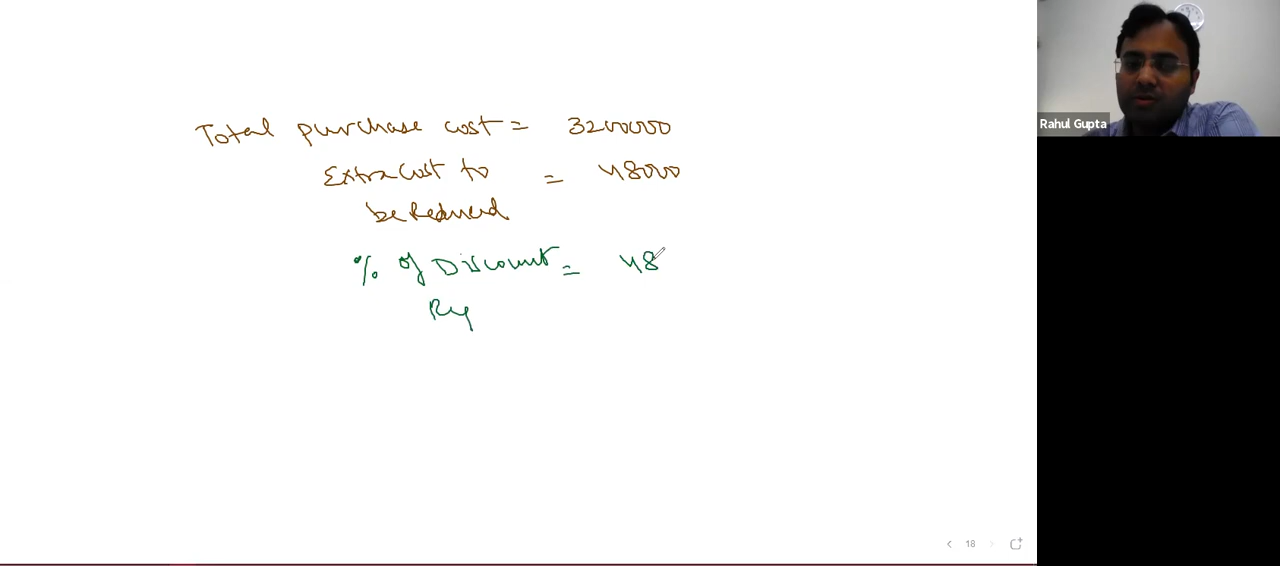 Total purchase cost = 3200000
Extra Cost to = 48000
be Reduced
% of Discount = 48
Req
Rahul Gupta
18